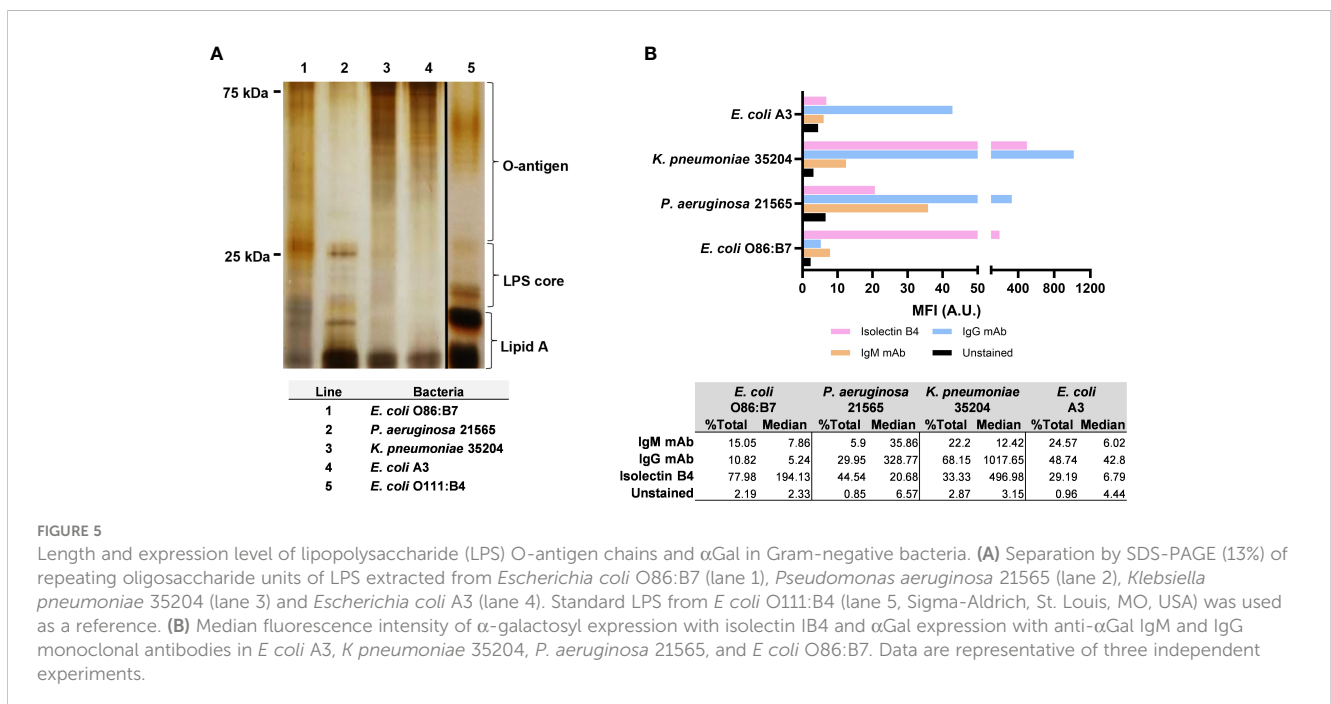 A
1 2 3 4 5
75 kDa
O-antigen
25 kDa
LPS core
Lipid A
Line Bacteria
1 E. coli O86:B7
2 P. aeruginosa 21565
3 K. pneumoniae 35204
4 E. coli A3
5 E. coli O111:B4
B
E. coli A3
K. pneumoniae 35204
P. aeruginosa 21565
E. coli O86:B7
0 10 20 30 40 50 400 800 1200
MFI (A.U.)
Isolectin B4 IgG mAb
IgM mAb Unstained
E. coli P. aeruginosa K. pneumoniae E. coli
O86:B7 21565 35204 A3
%Total Median %Total Median %Total Median %Total Median
IgM mAb 15.05 7.86 5.9 35.86 22.2 12.42 24.57 6.02
IgG mAb 10.82 5.24 29.95 328.77 68.15 1017.65 48.74 42.8
Isolectin B4 77.98 194.13 44.54 20.68 33.33 496.98 29.19 6.79
Unstained 2.19 2.33 0.85 6.57 2.87 3.15 0.96 4.44
FIGURE 5
Length and expression level of lipopolysaccharide (LPS) O-antigen chains and αGal in Gram-negative bacteria. (A) Separation by SDS-PAGE (13%) of
repeating oligosaccharide units of LPS extracted from Escherichia coli O86:B7 (lane 1), Pseudomonas aeruginosa 21565 (lane 2), Klebsiella
pneumoniae 35204 (lane 3) and Escherichia coli A3 (lane 4). Standard LPS from E coli O111:B4 (lane 5, Sigma-Aldrich, St. Louis, MO, USA) was used
as a reference. (B) Median fluorescence intensity of α-galactosyl expression with isolectin IB4 and αGal expression with anti-αGal IgM and IgG
monoclonal antibodies in E coli A3, K pneumoniae 35204, P. aeruginosa 21565, and E coli O86:B7. Data are representative of three independent
experiments.